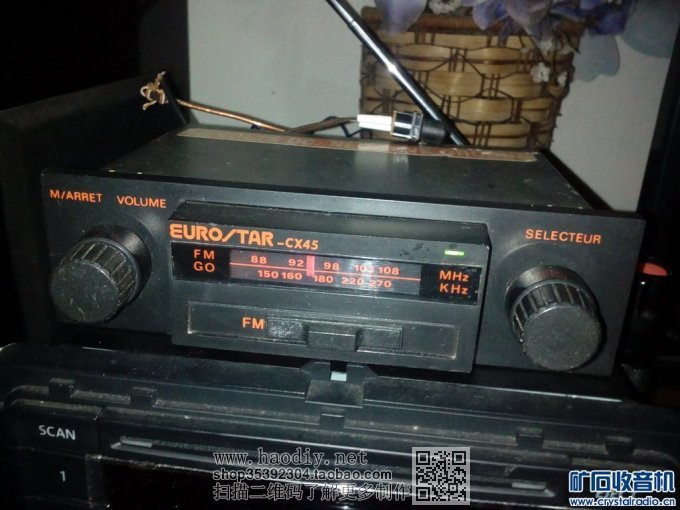 M/ARRET VOLUME
EUROSTAR-CX45
SELECTEUR
FM 88 92 98 103 108 MHz
GO 150 160 180 220 270 KHz
FM
SCAN
1
www.haodiy.net
shop35392304.taobao.com
扫描二维码了解更多制作
矿石收音机
www.crystalradio.cn